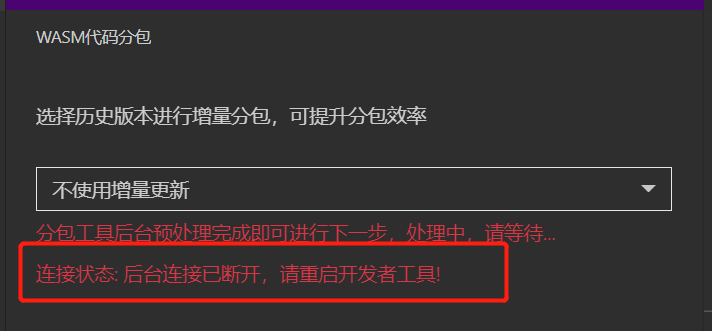 WASM代码分包
选择历史版本进行增量分包，可提升分包效率
不使用增量更新
分包工具后台预处理完成即可进行下一步，处理中，请等待...
连接状态: 后台连接已断开，请重启开发者工具!